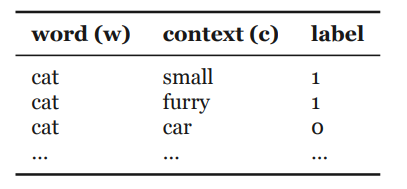 word (w) context (c) label
cat small 1
cat furry 1
cat car 0
... ... ...